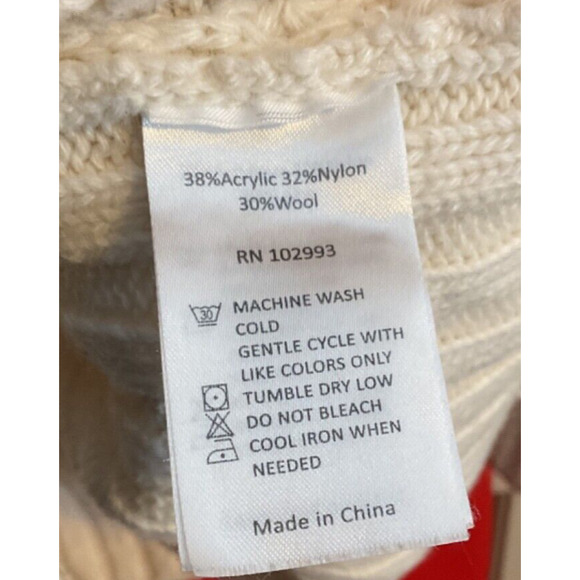 38%Acrylic 32%Nylon
30%Wool
RN 102993
30
MACHINE WASH
COLD
GENTLE CYCLE WITH
LIKE COLORS ONLY
TUMBLE DRY LOW
DO NOT BLEACH
COOL IRON WHEN
NEEDED
Made in China